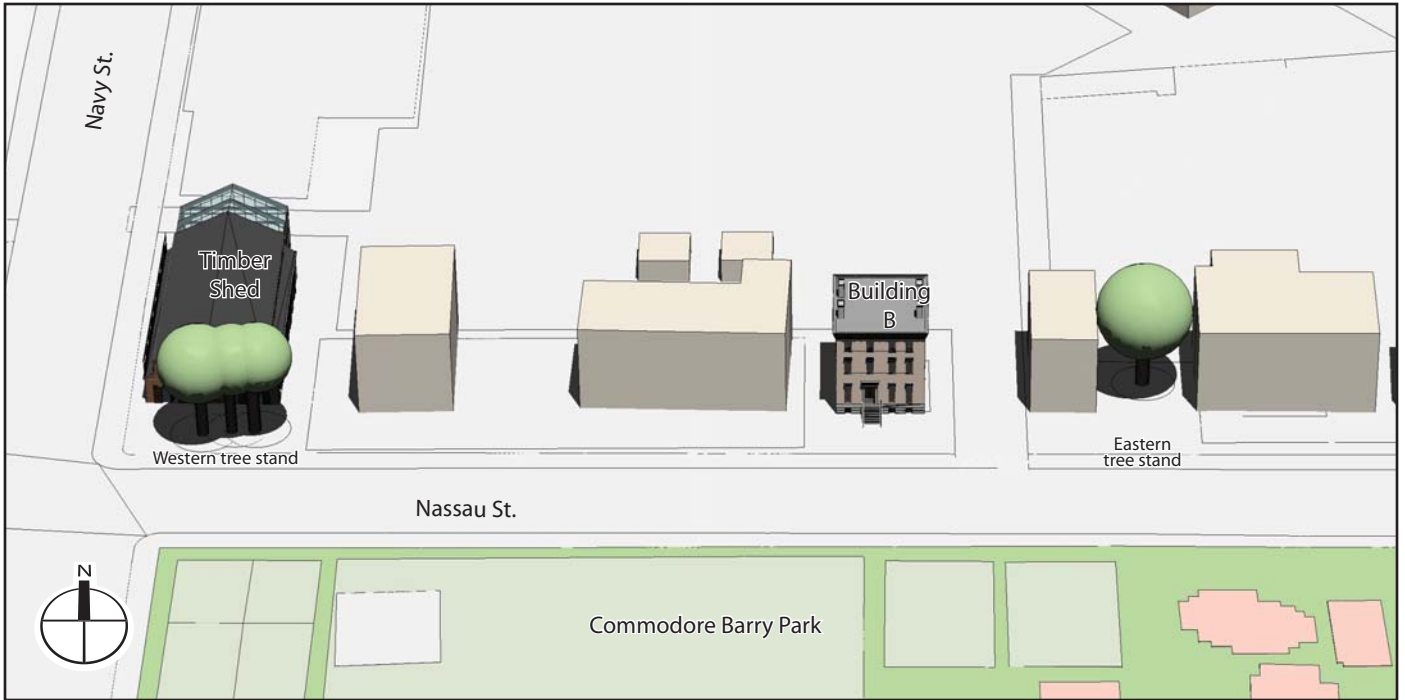 Navy St.
Timber
Shed
Building
B
Western tree stand
Eastern
tree stand
Nassau St.
N
Commodore Barry Park